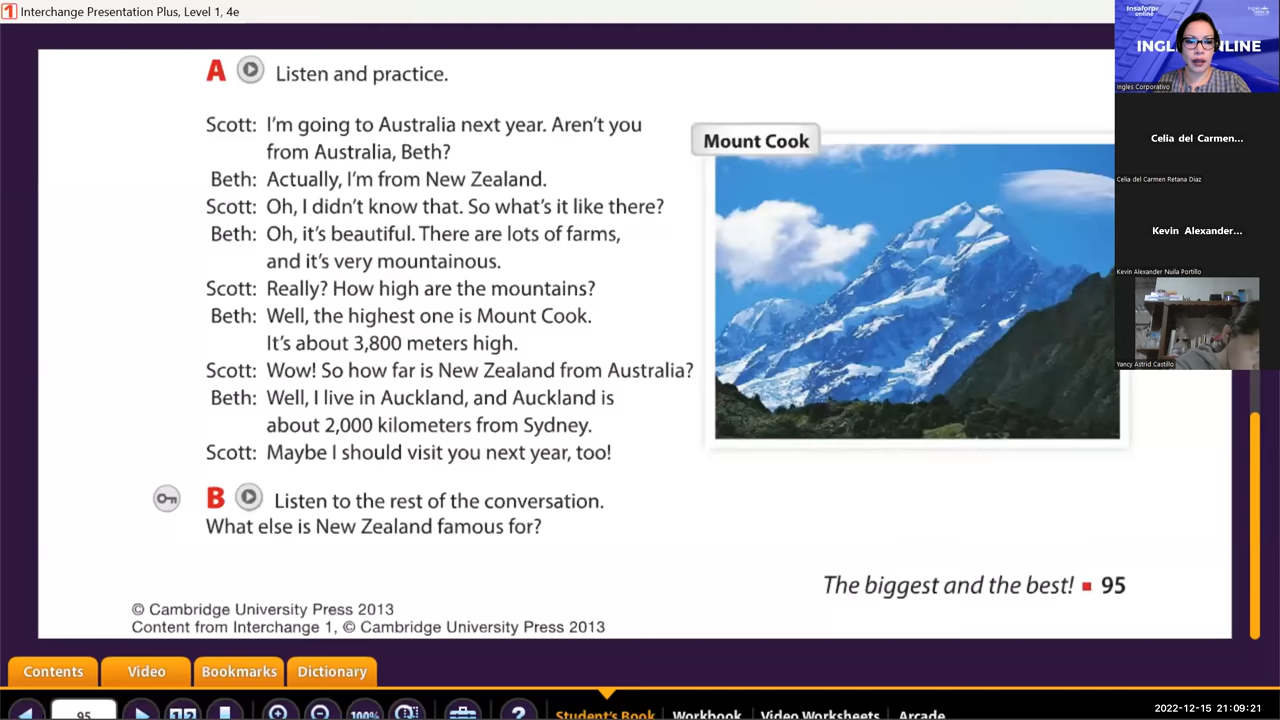 Interchange Presentation Plus, Level 1, 4e
A Listen and practice.
Scott: I'm going to Australia next year. Aren't you
from Australia, Beth?
Beth: Actually, I'm from New Zealand.
Scott: Oh, I didn't know that. So what's it like there?
Beth: Oh, it's beautiful. There are lots of farms,
and it's very mountainous.
Scott: Really? How high are the mountains?
Beth: Well, the highest one is Mount Cook.
It's about 3,800 meters high.
Scott: Wow! So how far is New Zealand from Australia?
Beth: Well, I live in Auckland, and Auckland is
about 2,000 kilometers from Sydney.
Scott: Maybe I should visit you next year, too!
Mount Cook
B Listen to the rest of the conversation.
What else is New Zealand famous for?
The biggest and the best! 95
© Cambridge University Press 2013
Content from Interchange 1, © Cambridge University Press 2013
Contents Video Bookmarks Dictionary
95 100% ? Student's Book Workbook Video Worksheets Arcade
online
Ingles Corporativo
Celia del Carmen...
Celia del Carmen Retana Diaz
Kevin Alexander...
Kevin Alexander Nuila Portillo
Yancy Astrid Castillo
2022-12-15 21:09:21